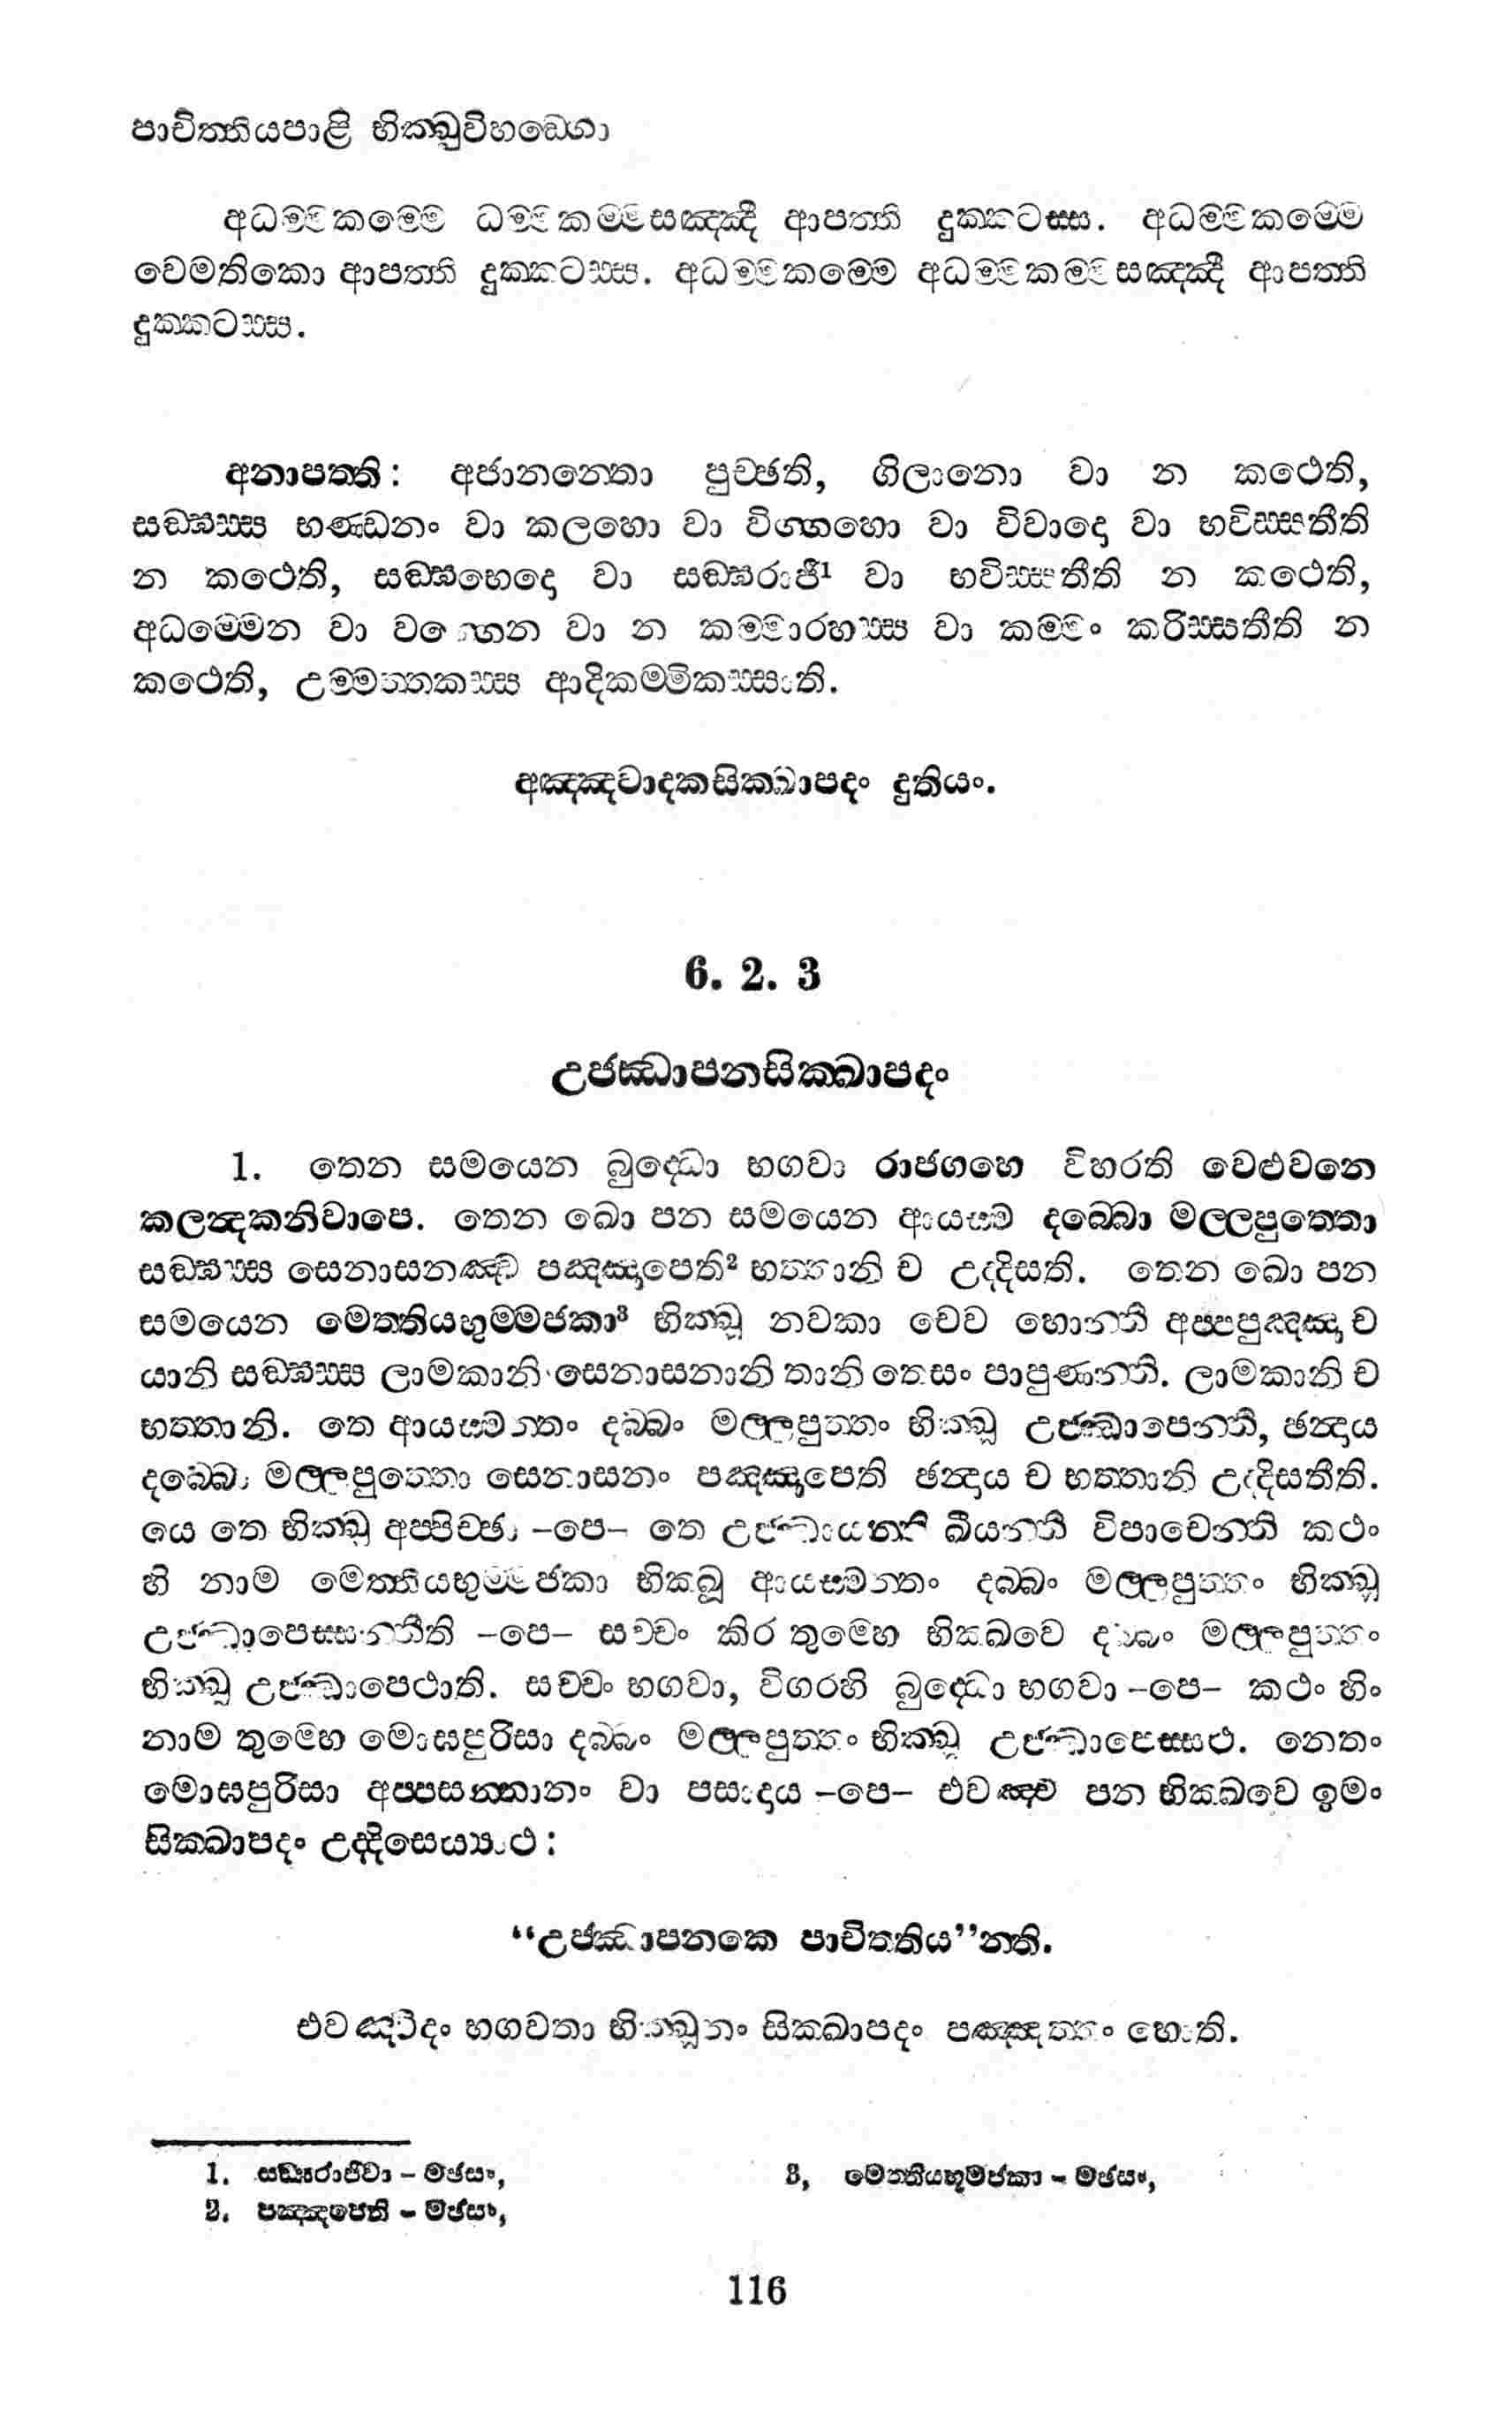 පාචිත්තියපාළි භික්ඛුවිභඞ්ගො
අධම්මකම්මෙ ධම්මකම්මසඤ්ඤී ආපත්ති දුක්කටස්ස. අධම්මකම්මෙ
වෙමතිකො ආපත්ති දුක්කටස්ස. අධම්මකම්මෙ අධම්මකම්මසඤ්ඤී ආපත්ති
දුක්කටස්ස.
අනාපත්ති: අජානන්තො පුච්ඡති, ගිලානො වා න කථෙති,
සඞ්ඝස්ස භණ්ඩනං වා කලහො වා විග්ගහො වා විවාදො වා භවිස්සතීති
න කථෙති, සඞ්ඝභෙදො වා සඞ්ඝරාජී¹ වා භවිස්සතීති න කථෙති,
අධම්මෙන වා වග්ගෙන වා න කම්මාරහස්ස වා කම්මං කරිස්සතීති න
කථෙති, උම්මත්තකස්ස ආදිකම්මිකස්සාති.
අඤ්ඤවාදකසික්ඛාපදං දුතියං.
6. 2. 3
උජ්ඣාපනසික්ඛාපදං
1. තෙන සමයෙන බුද්ධො භගවා රාජගහෙ විහරති වෙළුවනෙ
කලන්දකනිවාපෙ. තෙන ඛො පන සමයෙන ආයස්මා දබ්බො මල්ලපුත්තො
සඞ්ඝස්ස සෙනාසනඤ්ච පඤ්ඤාපෙති² භත්තානි ච උද්දිසති. තෙන ඛො පන
සමයෙන මෙත්තියභුම්මජකා³ භික්ඛූ නවකා චෙව හොන්ති අප්පපුඤ්ඤා ච
යානි සඞ්ඝස්ස ලාමකානි සෙනාසනානි තානි තෙසං පාපුණන්ති. ලාමකානි ච
භත්තානි. තෙ ආයස්මන්තං දබ්බං මල්ලපුත්තං භික්ඛූ උජ්ඣාපෙන්ති, ඡන්දාය
දබ්බො මල්ලපුත්තො සෙනාසනං පඤ්ඤාපෙති ඡන්දාය ච භත්තානි උද්දිසතීති.
යෙ තෙ භික්ඛූ අප්පිච්ඡා -පෙ- තෙ උජ්ඣායන්ති ඛීයන්ති විපාචෙන්ති කථං
හි නාම මෙත්තියභුම්මජකා භික්ඛූ ආයස්මන්තං දබ්බං මල්ලපුත්තං භික්ඛූ
උජ්ඣාපෙස්සන්තීති -පෙ- සච්චං කිර තුම්හෙ භික්ඛවෙ දබ්බං මල්ලපුත්තං
භික්ඛූ උජ්ඣාපෙථාති. සච්චං භගවා, විගරහි බුද්ධො භගවා -පෙ- කථං හිං
නාම තුම්හෙ මොඝපුරිසා දබ්බං මල්ලපුත්තං භික්ඛූ උජ්ඣාපෙස්සථ. නෙතං
මොඝපුරිසා අප්පසන්නානං වා පසාදාය -පෙ- එවඤ්ච පන භික්ඛවෙ ඉමං
සික්ඛාපදං උද්දිසෙය්‍යාථ:
“උජ්ඣාපනකෙ පාචිත්තිය”න්ති.
එවඤ්චිදං භගවතා භික්ඛූනං සික්ඛාපදං පඤ්ඤත්තං හොති.
1. සඞ්ඝරාජිවා - මඡසං, 3, මෙත්තියභූමජකා - මඡසං,
2. පඤ්ඤපෙති - මඡසං,
116